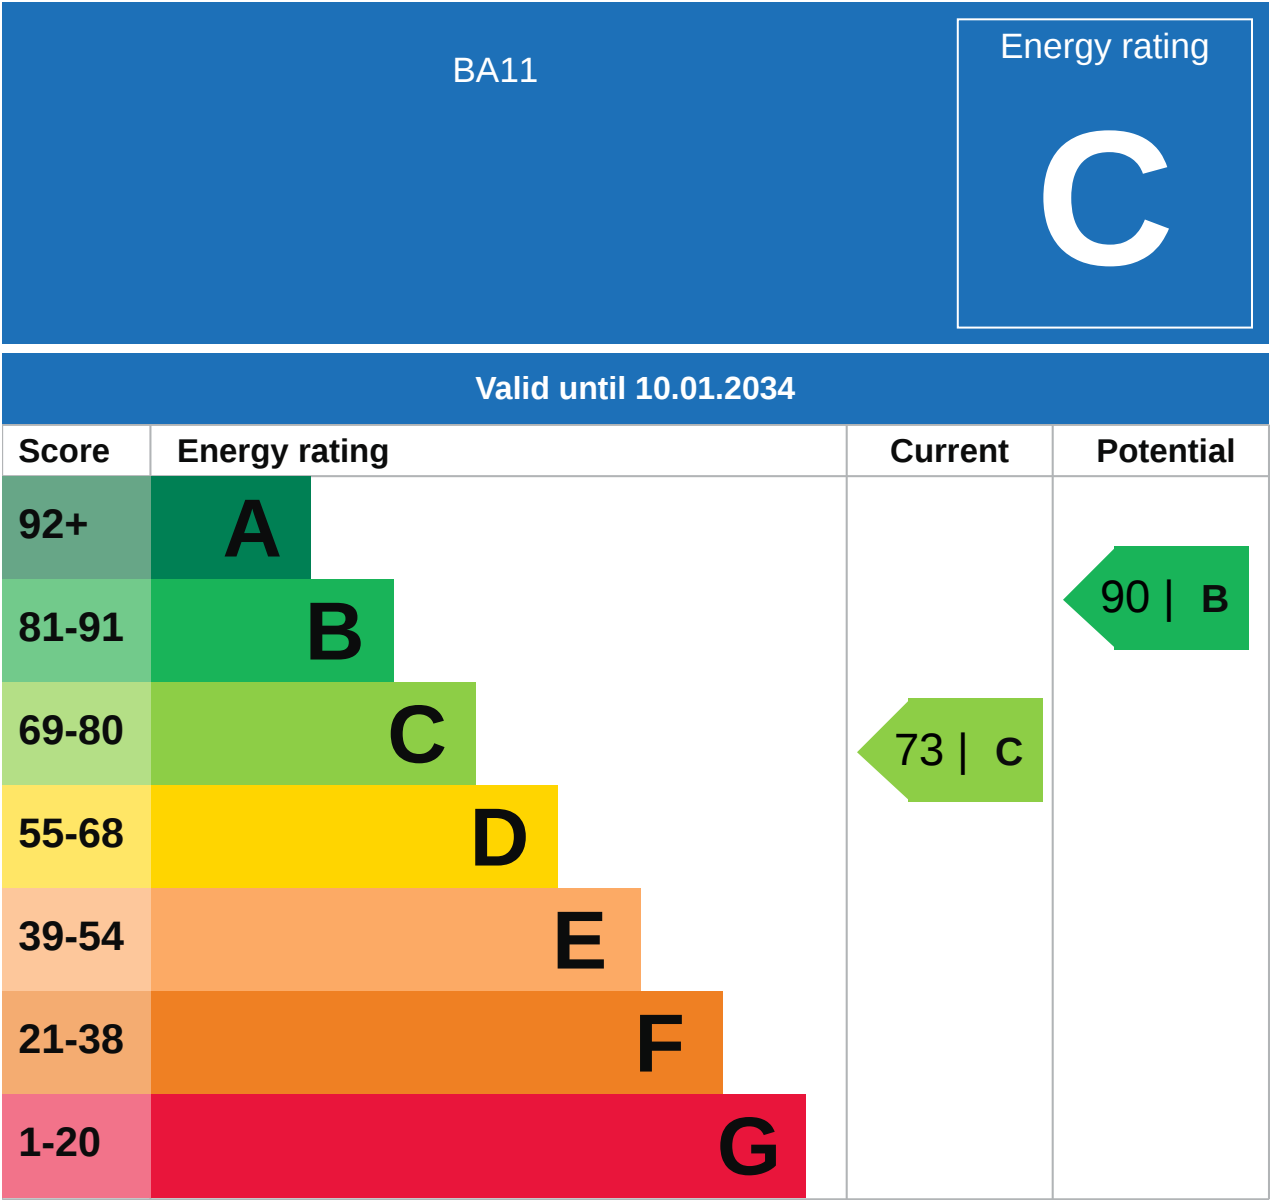 BA11
Energy rating
C
Valid until 10.01.2034
Score Energy rating Current Potential
92+ A
81-91 B 90 | B
69-80 C 73 | C
55-68 D
39-54 E
21-38 F
1-20 G